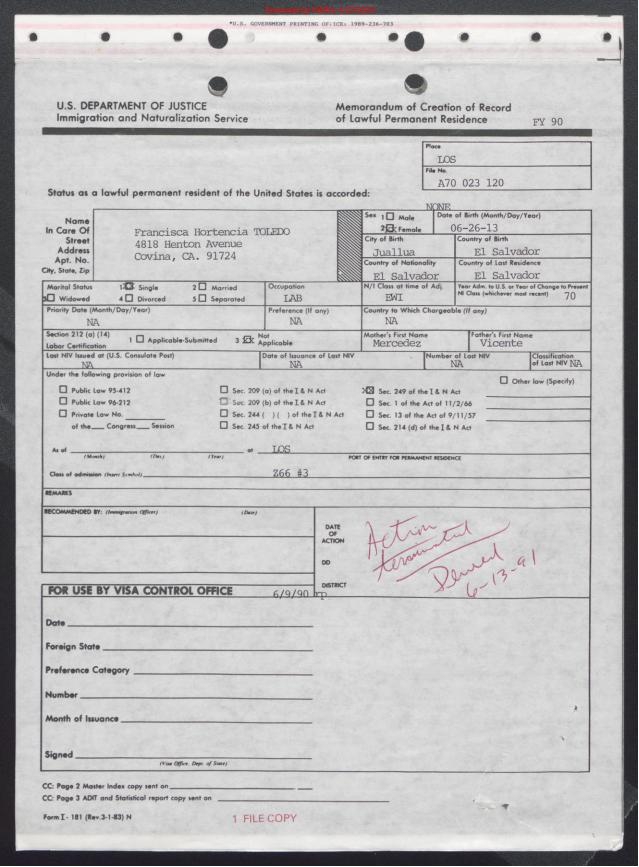 *U.S. GOVERNMENT PRINTING OFFICE: 1989-236-703
U.S. DEPARTMENT OF JUSTICE
Immigration and Naturalization Service
Memorandum of Creation of Record
of Lawful Permanent Residence FY 90
Place
LOS
File No.
A70 023 120
Status as a lawful permanent resident of the United States is accorded:
NONE
Name
In Care Of
Street
Address
Apt. No.
City, State, Zip
Francisca Hortencia TOLEDO
4818 Henton Avenue
Covina, CA. 91724
Sex 1 Male
2 X Female
Date of Birth (Month/Day/Year)
06-26-13
City of Birth
Juallua
Country of Birth
El Salvador
Country of Nationality
El Salvador
Country of Last Residence
El Salvador
Marital Status 1 X Single 2 Married
3 Widowed 4 Divorced 5 Separated
Occupation
LAB
N/I Class at time of Adj.
EWI
Year Adm. to U.S. or Year of Change to Present
NI Class (whichever most recent) 70
Priority Date (Month/Day/Year)
NA
Preference (If any)
NA
Country to Which Chargeable (If any)
NA
Section 212 (a) (14)
Labor Certification 1 Applicable-Submitted 3 X Not Applicable
Mother's First Name
Mercedez
Father's First Name
Vicente
Last NIV Issued at (U.S. Consulate Post)
NA
Date of Issuance of Last NIV
NA
Number of Last NIV
NA
Classification
of Last NIV NA
Under the following provision of law
Other law (Specify)
Public Law 95-412 Sec. 209 (a) of the I & N Act X Sec. 249 of the I & N Act
Public Law 96-212 Sec. 209 (b) of the I & N Act Sec. 1 of the Act of 11/2/66
Private Law No. Sec. 244 ( ) ( ) of the I & N Act Sec. 13 of the Act of 9/11/57
of the Congress Session Sec. 245 of the I & N Act Sec. 214 (d) of the I & N Act
As of at LOS
(Month) (Day) (Year) PORT OF ENTRY FOR PERMANENT RESIDENCE
Class of admission (Insert Symbol) Z66 #3
REMARKS
RECOMMENDED BY: (Immigration Officer) (Date)
DATE
OF
ACTION
DD
DISTRICT
Action
terminated
Denied
6-13-91
FOR USE BY VISA CONTROL OFFICE 6/9/90 rp
Date
Foreign State
Preference Category
Number
Month of Issuance
Signed
(Visa Office, Dept. of State)
CC: Page 2 Master Index copy sent on
CC: Page 3 ADIT and Statistical report copy sent on
Form I - 181 (Rev.3-1-83) N
1 FILE COPY